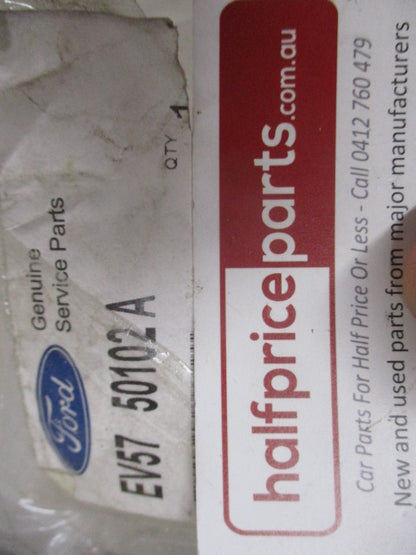 Ford
Genuine
Service Parts
EV57 50102 A
QTY 1
halfpriceparts.com.au
Car Parts For Half Price Or Less - Call 0412 760 479
New and used parts from major manufacturers